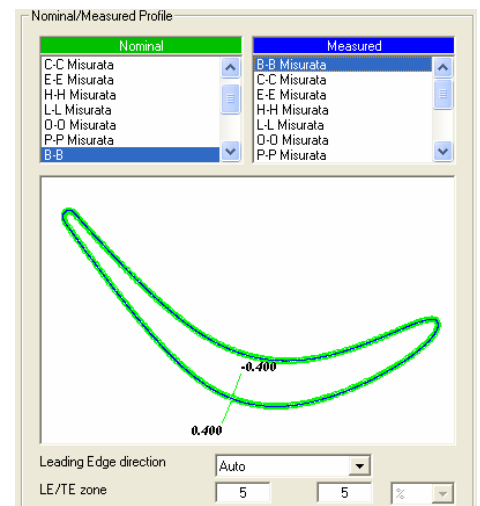 Nominal/Measured Profile
Nominal
C-C Misurata
E-E Misurata
H-H Misurata
L-L Misurata
O-O Misurata
P-P Misurata
B-B
Measured
B-B Misurata
C-C Misurata
E-E Misurata
H-H Misurata
L-L Misurata
O-O Misurata
P-P Misurata
-0.400
0.400
Leading Edge direction Auto
LE/TE zone 5 5 %